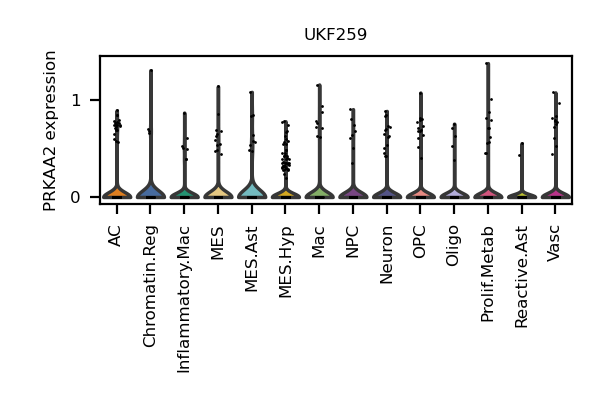 UKF259
PRKAA2 expression
1
0
AC
Chromatin.Reg
Inflammatory.Mac
MES
MES.Ast
MES.Hyp
Mac
NPC
Neuron
OPC
Oligo
Prolif.Metab
Reactive.Ast
Vasc